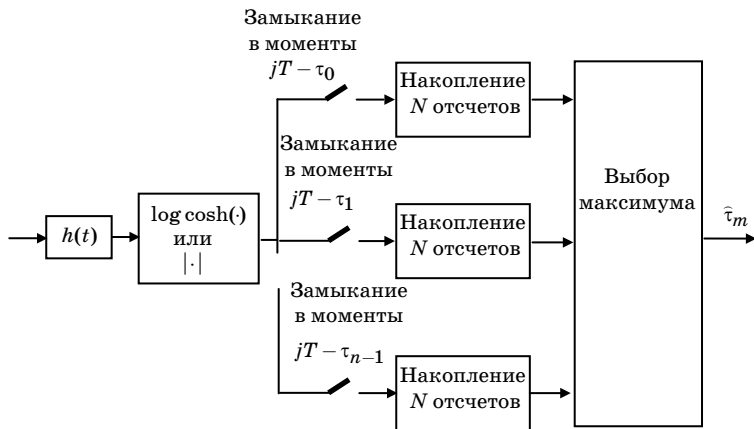 Замыкание
в моменты
jT – τ₀
Накопление
N отсчетов
Замыкание
в моменты
jT – τ₁
Накопление
N отсчетов
h(t)
log cosh(·)
или
|·|
Выбор
максимума
τ̂ₘ
Замыкание
в моменты
jT – τₙ₋₁
Накопление
N отсчетов